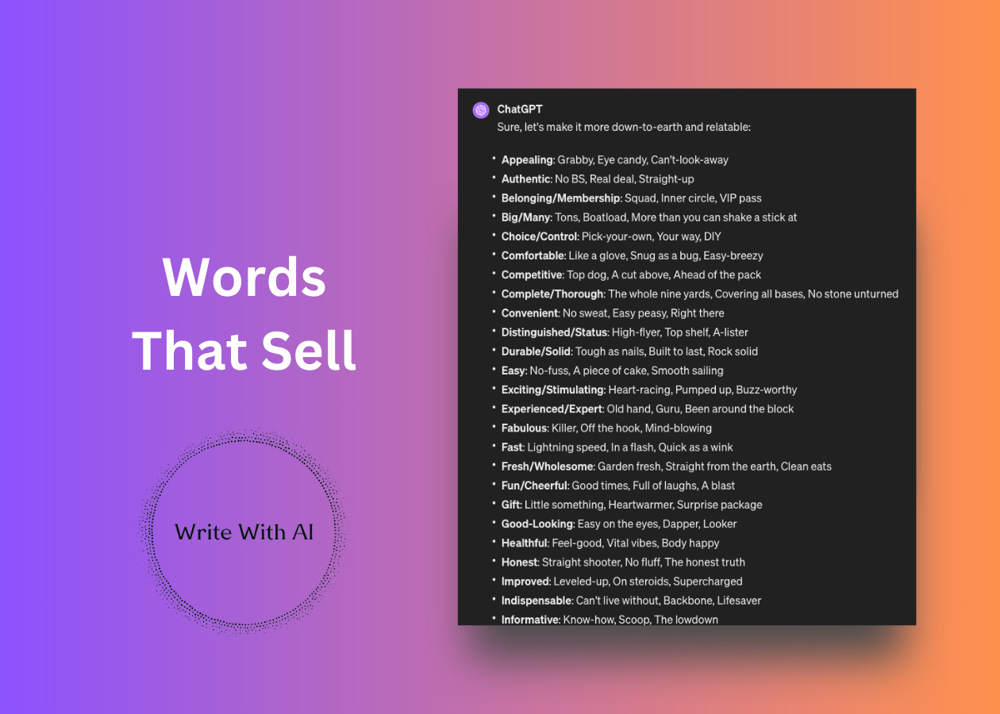 Words
That Sell
Write With AI
ChatGPT
Sure, let's make it more down-to-earth and relatable:
• Appealing: Grabby, Eye candy, Can't-look-away
• Authentic: No BS, Real deal, Straight-up
• Belonging/Membership: Squad, Inner circle, VIP pass
• Big/Many: Tons, Boatload, More than you can shake a stick at
• Choice/Control: Pick-your-own, Your way, DIY
• Comfortable: Like a glove, Snug as a bug, Easy-breezy
• Competitive: Top dog, A cut above, Ahead of the pack
• Complete/Thorough: The whole nine yards, Covering all bases, No stone unturned
• Convenient: No sweat, Easy peasy, Right there
• Distinguished/Status: High-flyer, Top shelf, A-lister
• Durable/Solid: Tough as nails, Built to last, Rock solid
• Easy: No-fuss, A piece of cake, Smooth sailing
• Exciting/Stimulating: Heart-racing, Pumped up, Buzz-worthy
• Experienced/Expert: Old hand, Guru, Been around the block
• Fabulous: Killer, Off the hook, Mind-blowing
• Fast: Lightning speed, In a flash, Quick as a wink
• Fresh/Wholesome: Garden fresh, Straight from the earth, Clean eats
• Fun/Cheerful: Good times, Full of laughs, A blast
• Gift: Little something, Heartwarmer, Surprise package
• Good-Looking: Easy on the eyes, Dapper, Looker
• Healthful: Feel-good, Vital vibes, Body happy
• Honest: Straight shooter, No fluff, The honest truth
• Improved: Leveled-up, On steroids, Supercharged
• Indispensable: Can't live without, Backbone, Lifesaver
• Informative: Know-how, Scoop, The lowdown